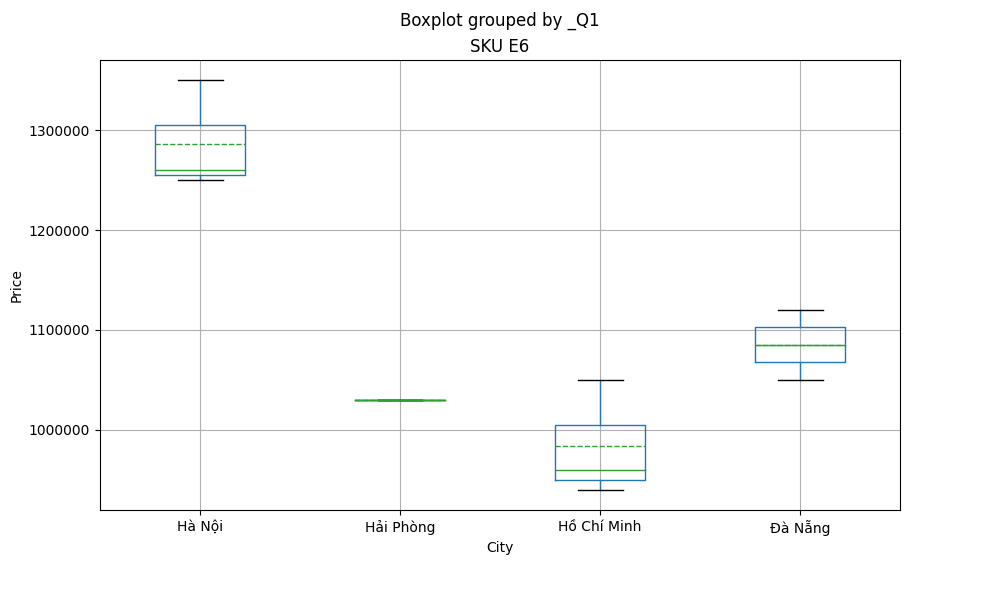 Boxplot grouped by _Q1
SKU E6
1300000
1200000
1100000
1000000
Price
Hà Nội
Hải Phòng
Hồ Chí Minh
Đà Nẵng
City